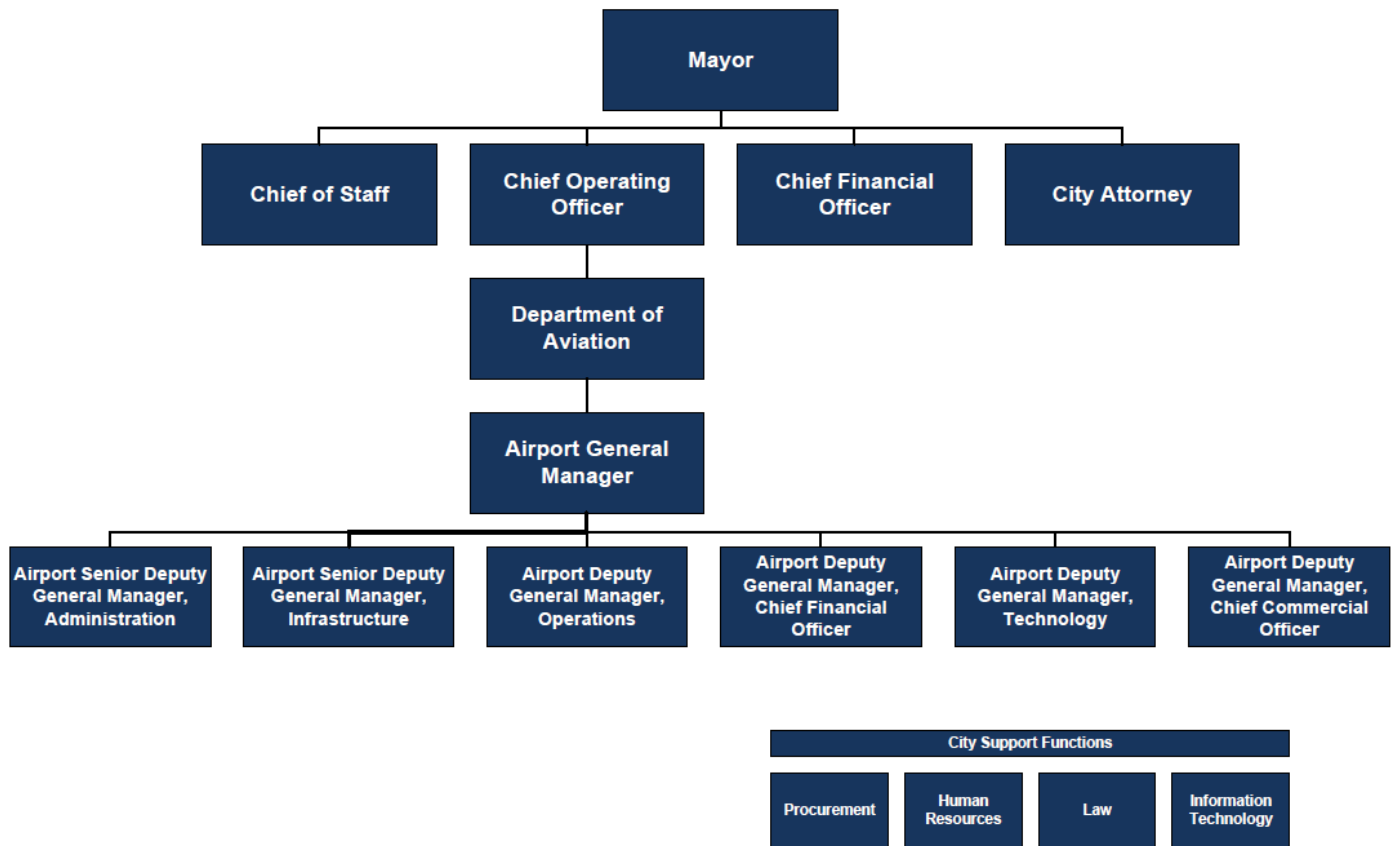 Mayor
Chief of Staff
Chief Operating
Officer
Chief Financial
Officer
City Attorney
Department of
Aviation
Airport General
Manager
Airport Senior Deputy
General Manager,
Administration
Airport Senior Deputy
General Manager,
Infrastructure
Airport Deputy
General Manager,
Operations
Airport Deputy
General Manager,
Chief Financial
Officer
Airport Deputy
General Manager,
Technology
Airport Deputy
General Manager,
Chief Commercial
Officer
City Support Functions
Procurement
Human
Resources
Law
Information
Technology